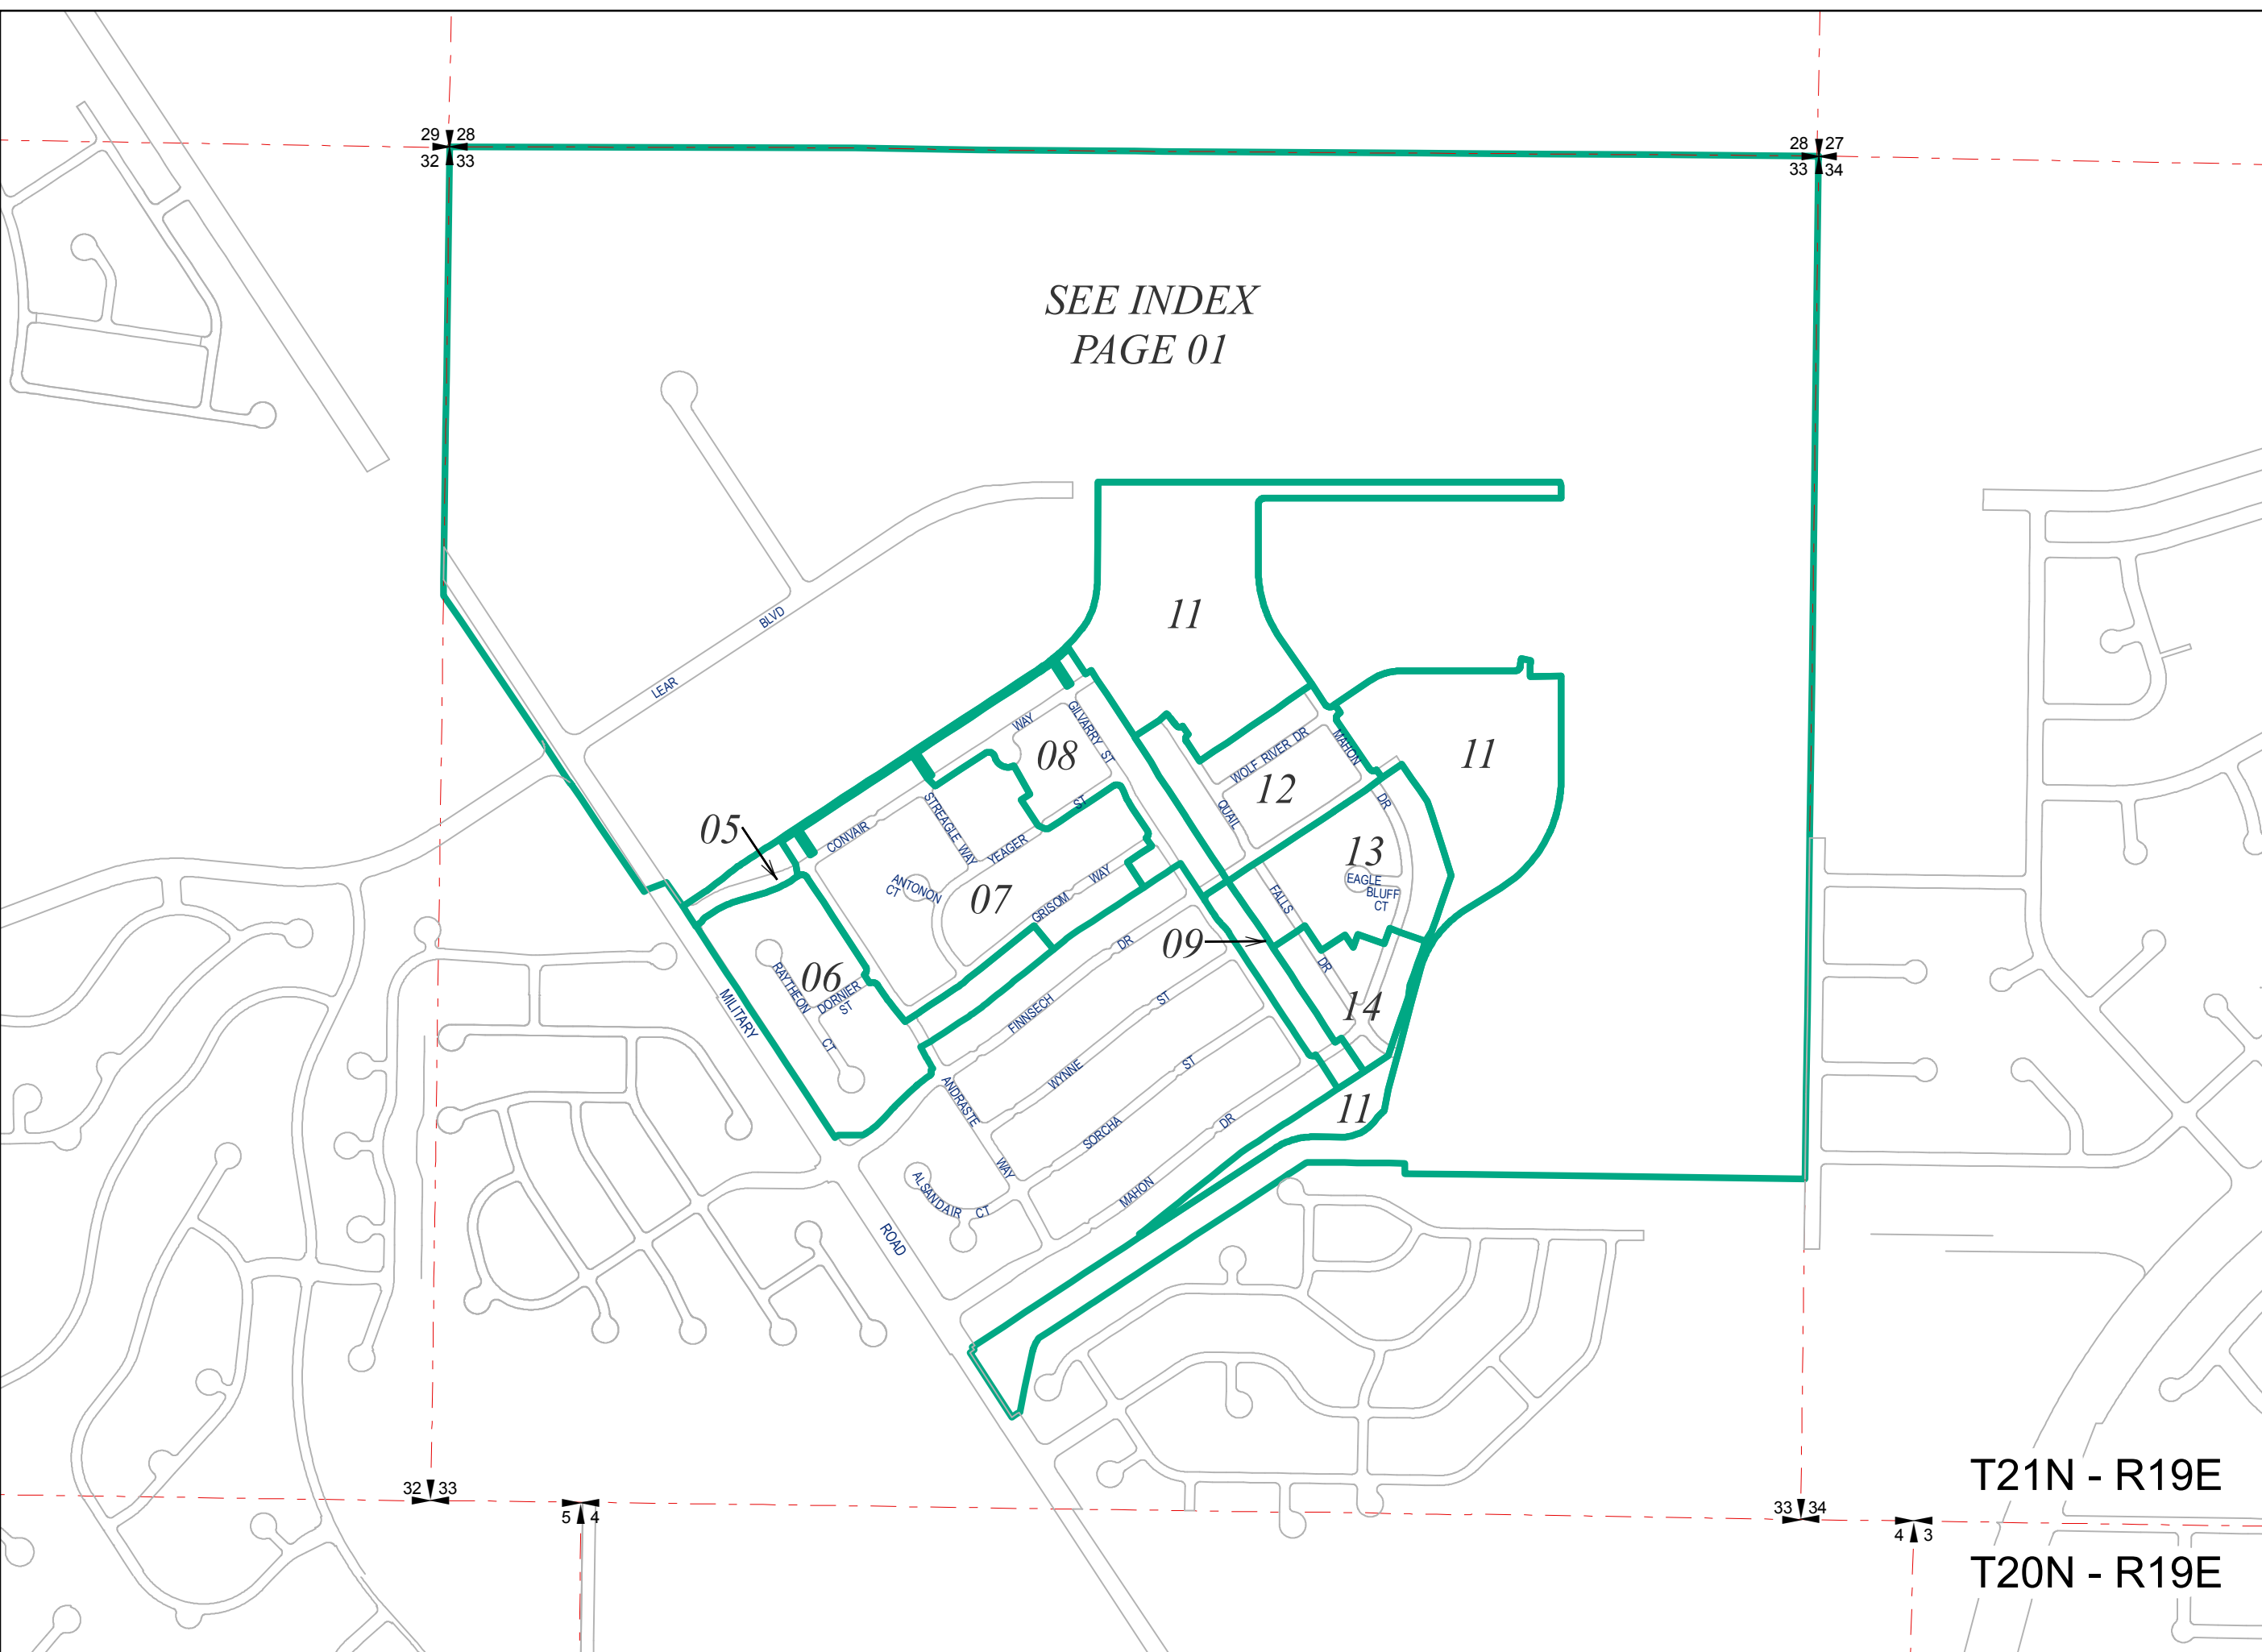 29 28
32 33
28 27
33 34
SEE INDEX
PAGE 01
LEAR
BLVD
11
11
11
WAY
GILVARRY ST
08
STREAGLE WAY
CONVAIR
YEAGER
ST
05
ANTONON
CT
07
GRISOM
WAY
WOLF RIVER DR
MAHON
DR
12
QUAIL
13
EAGLE
BLUFF
CT
FALLS
DR
09
14
06
RAYTHEON
CT
DORNIER
ST
MILITARY
ROAD
FINNSECH
DR
WYNNE
ST
SORCHA
ST
MAHON
DR
ANDRASTE
WAY
ALSANDAIR
CT
32 33
5 4
33 34
4 3
T21N - R19E
T20N - R19E